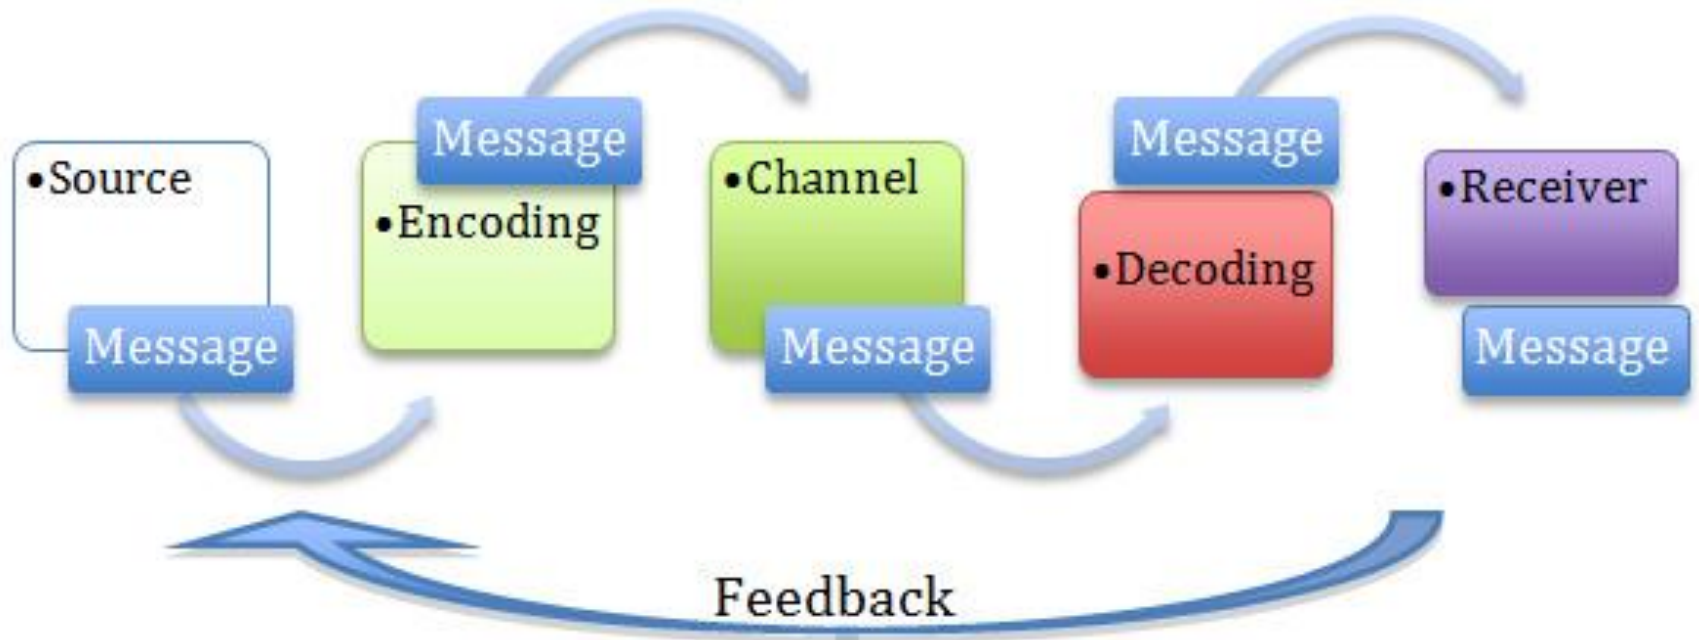 •Source
Message
Message
•Encoding
•Channel
Message
Message
•Decoding
•Receiver
Message
Feedback